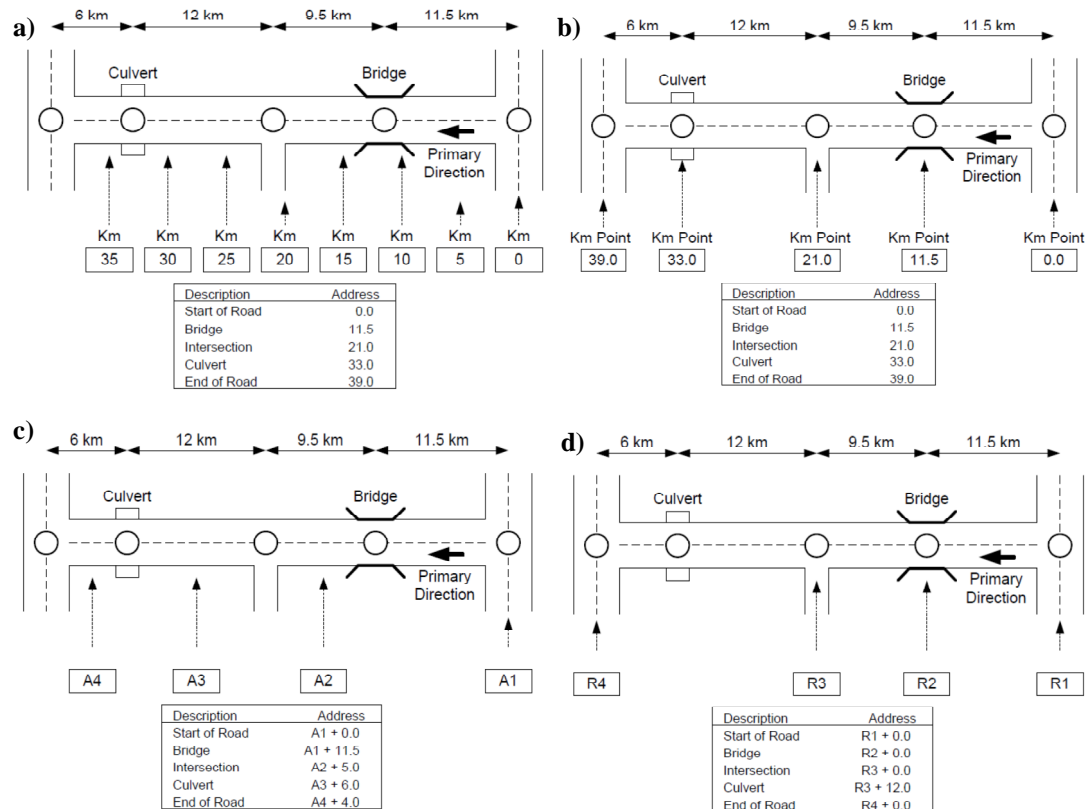 a)
6 km 12 km 9.5 km 11.5 km
Culvert Bridge
Primary
Direction
Km Km Km Km Km Km Km Km
35 30 25 20 15 10 5 0
Description Address
Start of Road 0.0
Bridge 11.5
Intersection 21.0
Culvert 33.0
End of Road 39.0
b)
6 km 12 km 9.5 km 11.5 km
Culvert Bridge
Primary
Direction
Km Point Km Point Km Point Km Point Km Point
39.0 33.0 21.0 11.5 0.0
Description Address
Start of Road 0.0
Bridge 11.5
Intersection 21.0
Culvert 33.0
End of Road 39.0
c)
6 km 12 km 9.5 km 11.5 km
Culvert Bridge
Primary
Direction
A4 A3 A2 A1
Description Address
Start of Road A1 + 0.0
Bridge A1 + 11.5
Intersection A2 + 5.0
Culvert A3 + 6.0
End of Road A4 + 4.0
d)
6 km 12 km 9.5 km 11.5 km
Culvert Bridge
Primary
Direction
R4 R3 R2 R1
Description Address
Start of Road R1 + 0.0
Bridge R2 + 0.0
Intersection R3 + 0.0
Culvert R3 + 12.0
End of Road R4 + 0.0